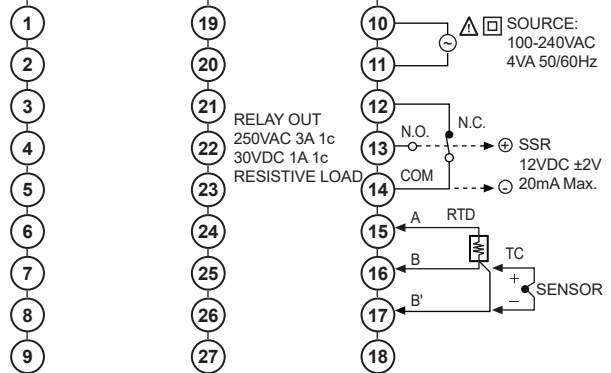 1 19 10 SOURCE:
100-240VAC
2 20 11 4VA 50/60Hz
~
3 21 12
RELAY OUT
250VAC 3A 1c
30VDC 1A 1c
RESISTIVE LOAD
N.O. N.C.
4 22 13 + SSR
12VDC ±2V
5 23 14 COM - 20mA Max.
6 24 15 A RTD
7 25 16 B TC
+
SENSOR
−
8 26 17 B'
9 27 18